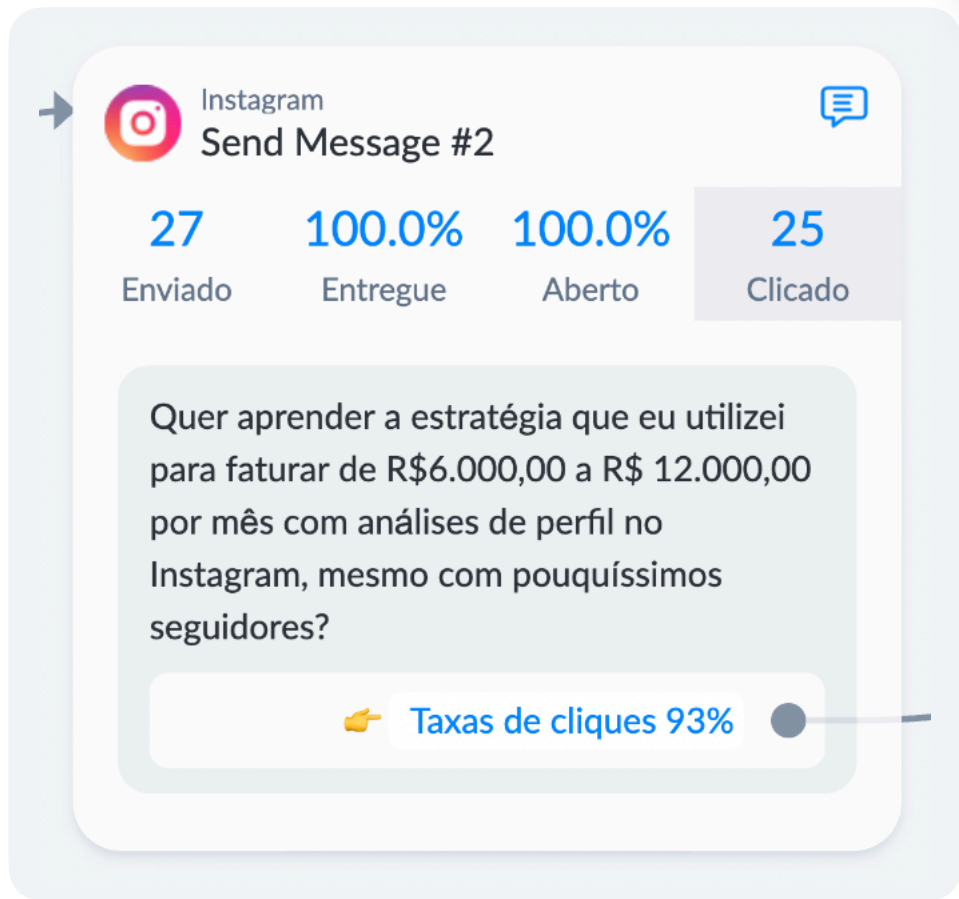 Instagram
Send Message #2
27
100.0%
100.0%
25
Enviado
Entregue
Aberto
Clicado
Quer aprender a estratégia que eu utilizei
para faturar de R$6.000,00 a R$ 12.000,00
por mês com análises de perfil no
Instagram, mesmo com pouquíssimos
seguidores?
👉 Taxas de cliques 93%